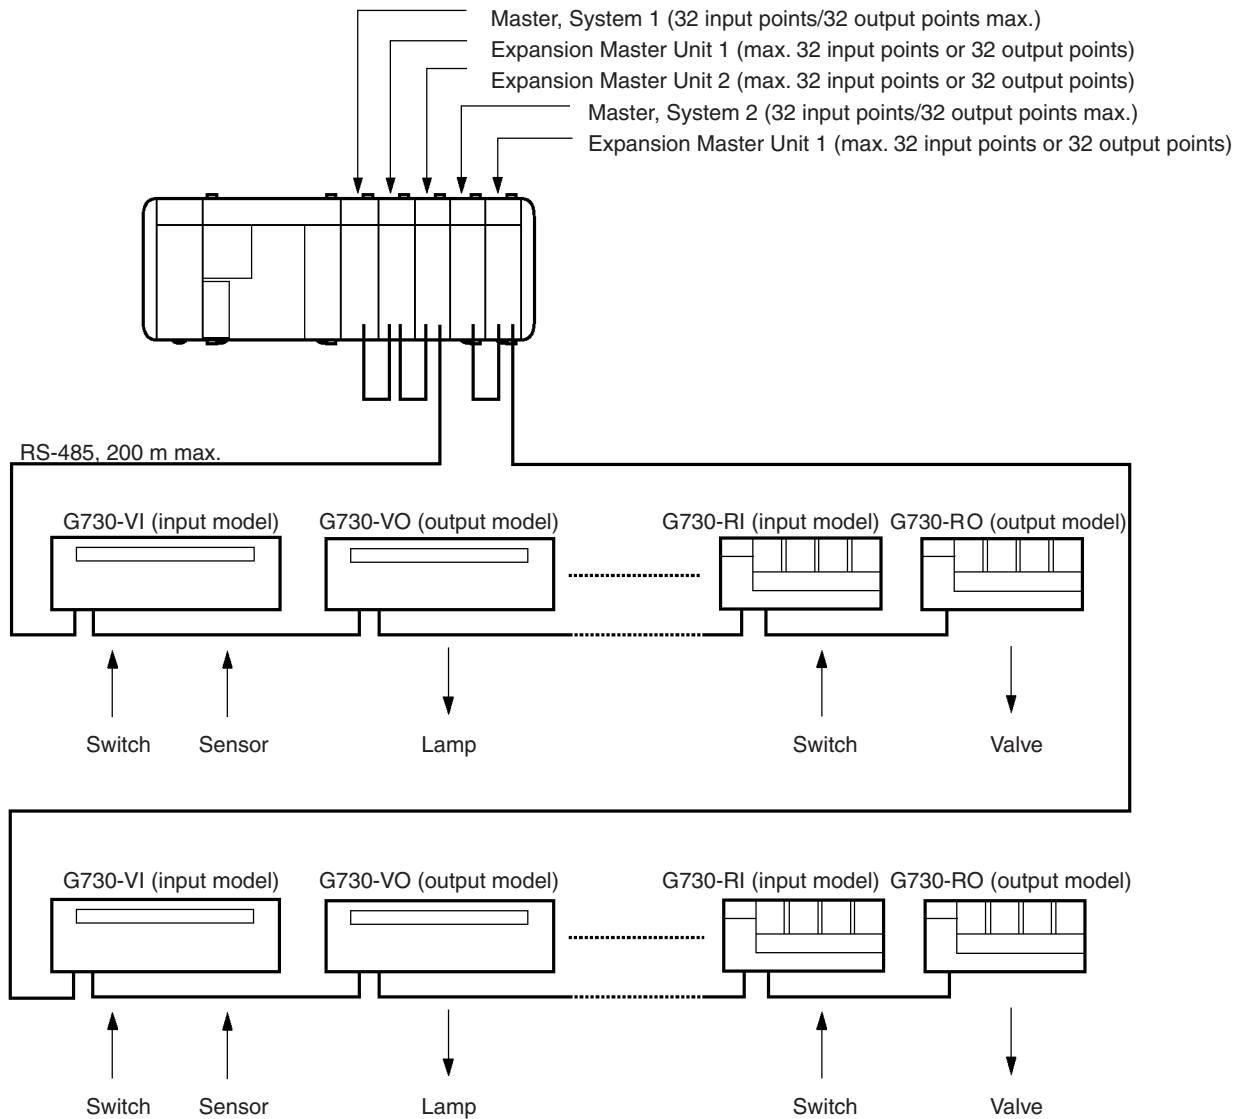 Master, System 1 (32 input points/32 output points max.)
Expansion Master Unit 1 (max. 32 input points or 32 output points)
Expansion Master Unit 2 (max. 32 input points or 32 output points)
Master, System 2 (32 input points/32 output points max.)
Expansion Master Unit 1 (max. 32 input points or 32 output points)
RS-485, 200 m max.
G730-VI (input model) G730-VO (output model) G730-RI (input model) G730-RO (output model)
Switch Sensor Lamp Switch Valve
G730-VI (input model) G730-VO (output model) G730-RI (input model) G730-RO (output model)
Switch Sensor Lamp Switch Valve